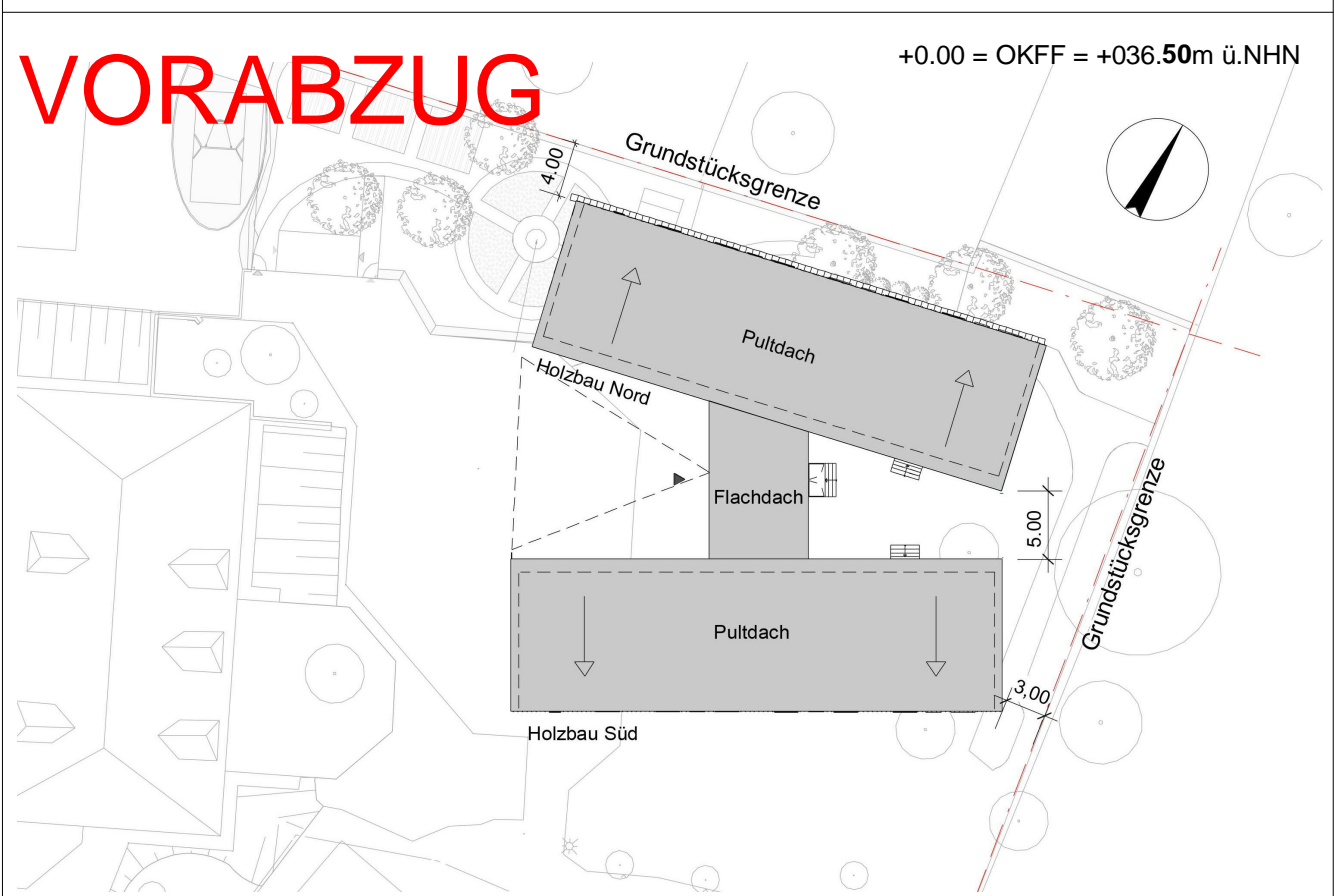 VORABZUG
+0.00 = OKFF = +036.50m ü.NHN
Grundstücksgrenze
4.00
Pultdach
Holzbau Nord
Flachdach
5.00
Grundstücksgrenze
Pultdach
3,00
Holzbau Süd